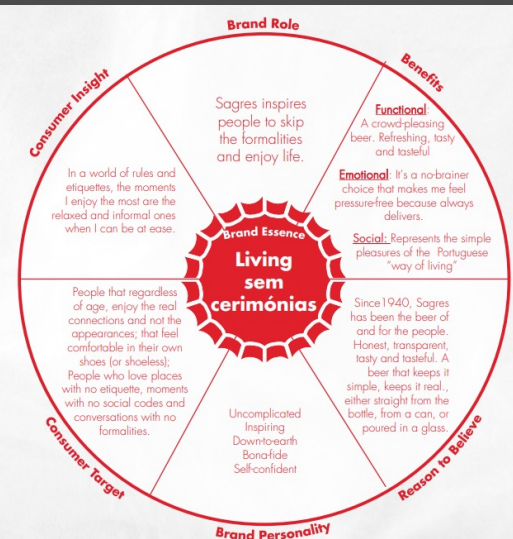 Brand Role
Sagres inspires
people to skip
the formalities
and enjoy life.
Benefits
Functional:
A crowd-pleasing
beer. Refreshing, tasty
and tasteful
Emotional: It's a no-brainer
choice that makes me feel
pressure-free because always
delivers.
Social: Represents the simple
pleasures of the Portuguese
"way of living"
Reason to Believe
Since1940, Sagres
has been the beer of
and for the people.
Honest, transparent,
tasty and tasteful. A
beer that keeps it
simple, keeps it real.,
either straight from the
bottle, from a can, or
poured in a glass.
Brand Personality
Uncomplicated
Inspiring
Down-to-earth
Bona-fide
Self-confident
Consumer Target
People that regardless
of age, enjoy the real
connections and not the
appearances; that feel
comfortable in their own
shoes (or shoeless);
People who love places
with no etiquette, moments
with no social codes and
conversations with no
formalities.
Consumer Insight
In a world of rules and
etiquettes, the moments
I enjoy the most are the
relaxed and informal ones
when I can be at ease.
Brand Essence
Living
sem
cerimónias